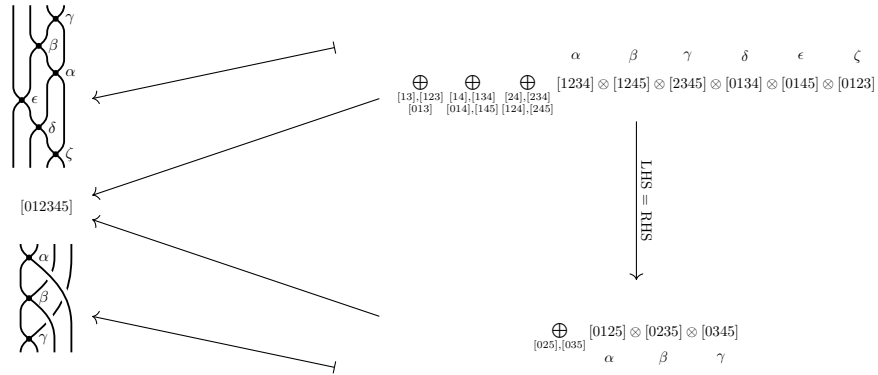 γ
β
α
ϵ
δ
ζ
α β γ δ ϵ ζ
⊕ ⊕ ⊕ [1234] ⊗ [1245] ⊗ [2345] ⊗ [0134] ⊗ [0145] ⊗ [0123]
[13],[123] [14],[134] [24],[234]
[013] [014],[145] [124],[245]
LHS = RHS
[012345]
α
β
γ
⊕ [0125] ⊗ [0235] ⊗ [0345]
[025],[035]
α β γ